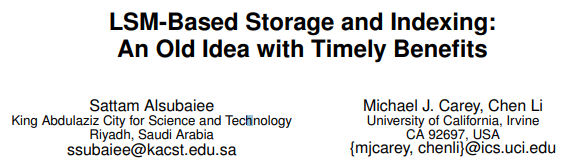 LSM-Based Storage and Indexing:
An Old Idea with Timely Benefits
Sattam Alsubaiee
King Abdulaziz City for Science and Technology
Riyadh, Saudi Arabia
ssubaiee@kacst.edu.sa
Michael J. Carey, Chen Li
University of California, Irvine
CA 92697, USA
{mjcarey, chenli}@ics.uci.edu